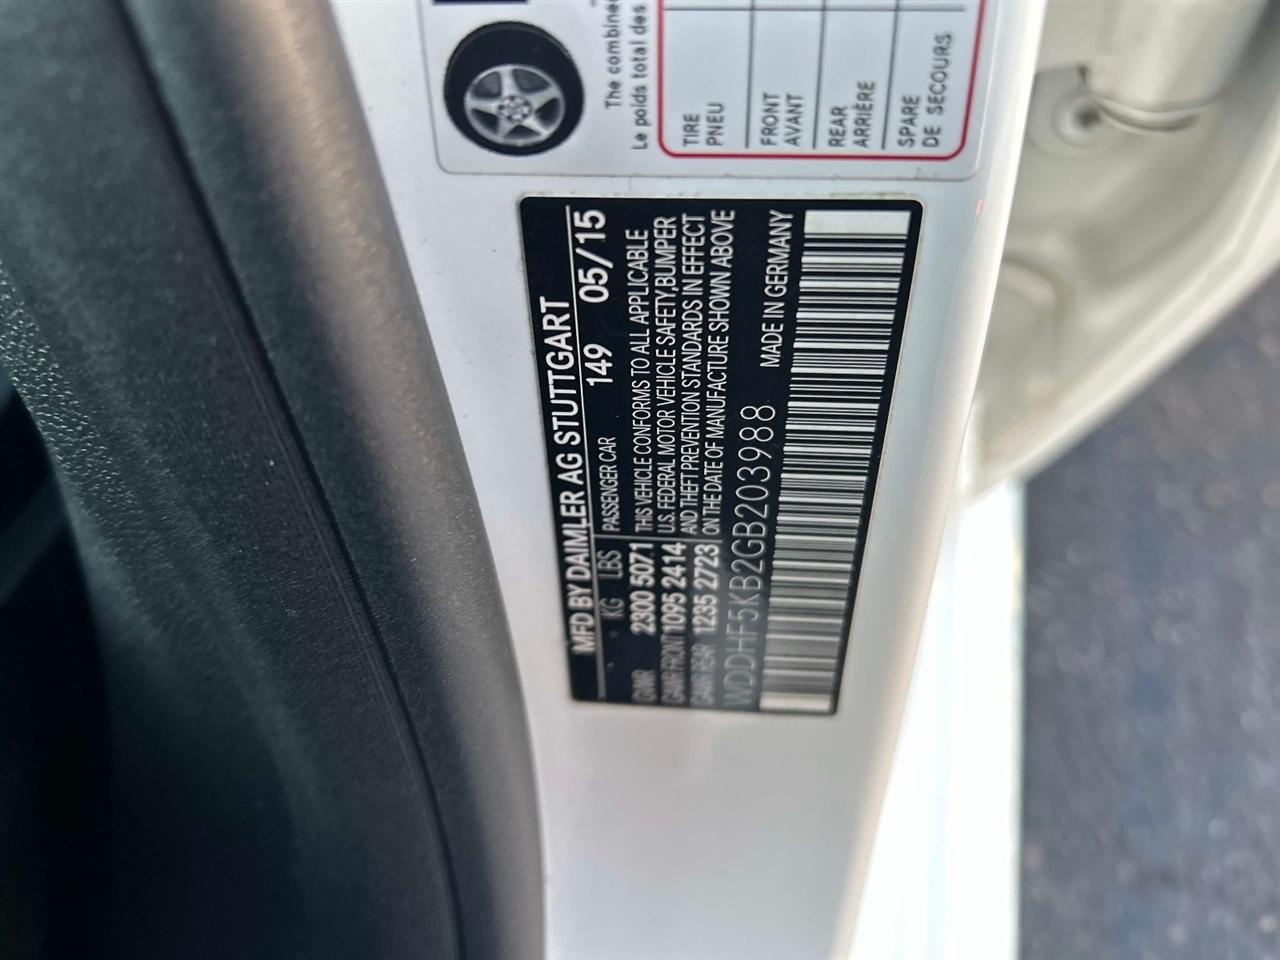 The combined
Le poids total des
TIRE
PNEU
FRONT
AVANT
REAR
ARRIÈRE
SPARE
DE SECOURS
MFD BY DAIMLER AG STUTTGART
KG LBS PASSENGER CAR 149 05/15
GVWR 2300 5071 THIS VEHICLE CONFORMS TO ALL APPLICABLE
GAWR FRONT 1095 2414 U.S. FEDERAL MOTOR VEHICLE SAFETY,BUMPER
GAWR REAR 1235 2723 AND THEFT PREVENTION STANDARDS IN EFFECT
ON THE DATE OF MANUFACTURE SHOWN ABOVE
WDDHF5KB2GB203988 MADE IN GERMANY